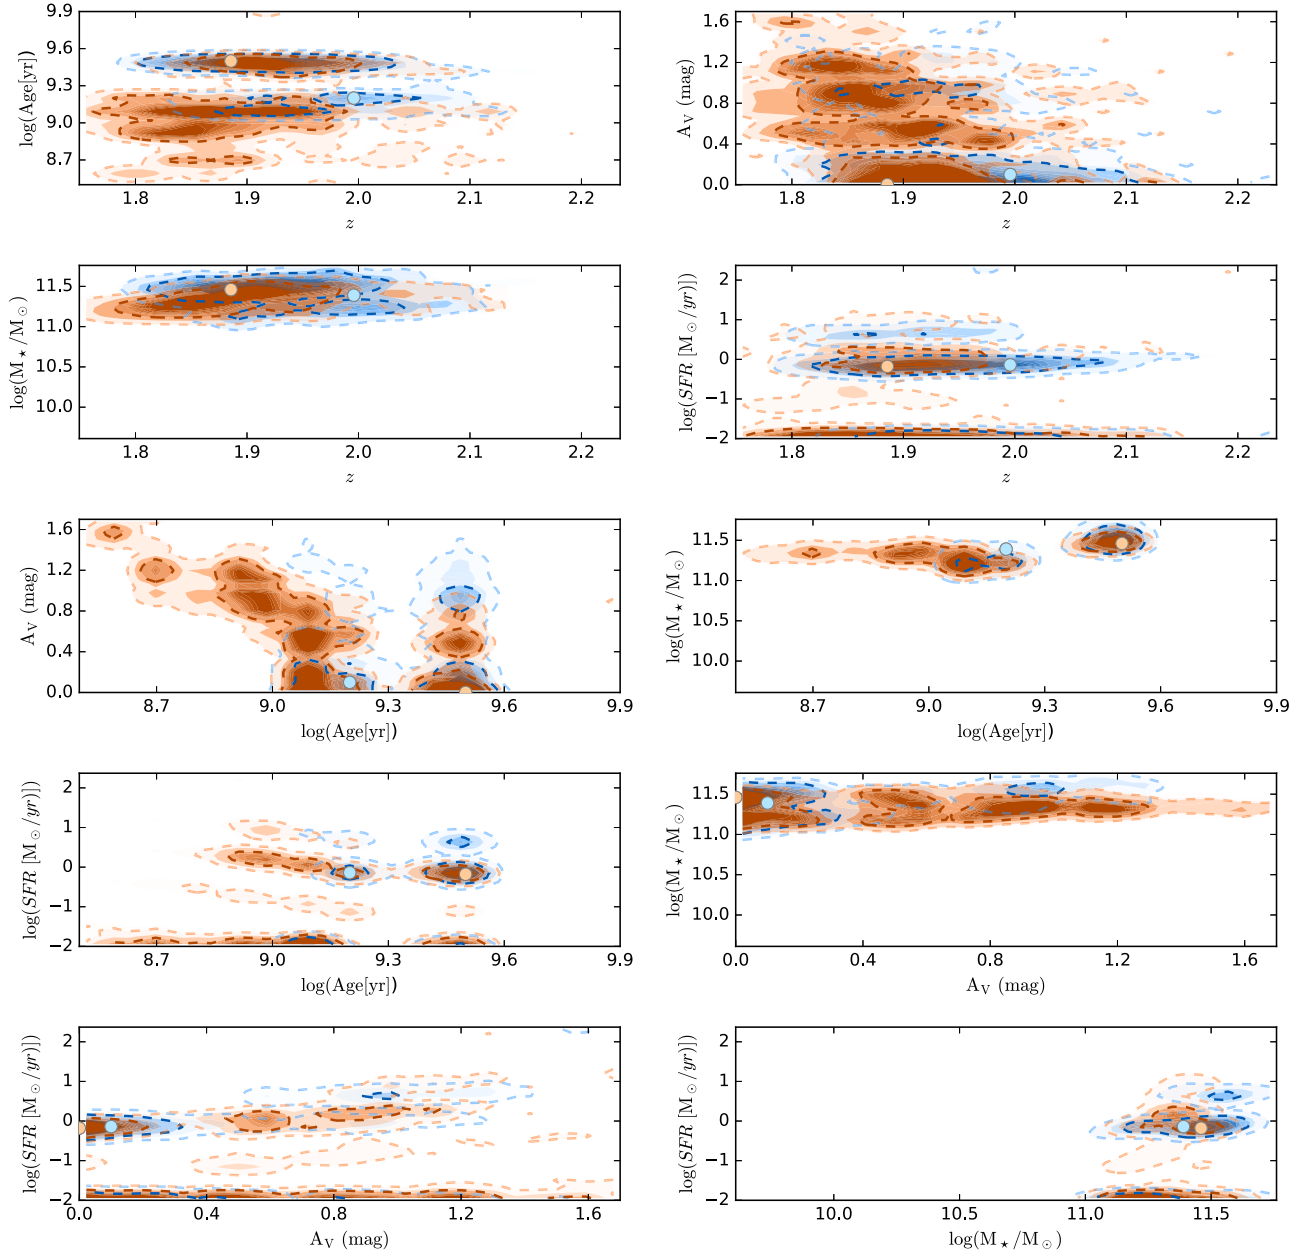 9.9
9.6
9.3
9.0
8.7
log(Age[yr])
1.8 1.9 2.0 2.1 2.2
z
1.6
1.2
0.8
0.4
0.0
A_V (mag)
1.8 1.9 2.0 2.1 2.2
z
11.5
11.0
10.5
10.0
log(M⋆/M⊙)
1.8 1.9 2.0 2.1 2.2
z
2
1
0
−1
−2
log(SFR [M⊙/yr)])
1.8 1.9 2.0 2.1 2.2
z
1.6
1.2
0.8
0.4
0.0
A_V (mag)
8.7 9.0 9.3 9.6 9.9
log(Age[yr])
11.5
11.0
10.5
10.0
log(M⋆/M⊙)
8.7 9.0 9.3 9.6 9.9
log(Age[yr])
2
1
0
−1
−2
log(SFR [M⊙/yr)])
8.7 9.0 9.3 9.6 9.9
log(Age[yr])
11.5
11.0
10.5
10.0
log(M⋆/M⊙)
0.0 0.4 0.8 1.2 1.6
A_V (mag)
2
1
0
−1
−2
log(SFR [M⊙/yr)])
0.0 0.4 0.8 1.2 1.6
A_V (mag)
2
1
0
−1
−2
log(SFR [M⊙/yr)])
10.0 10.5 11.0 11.5
log(M⋆/M⊙)